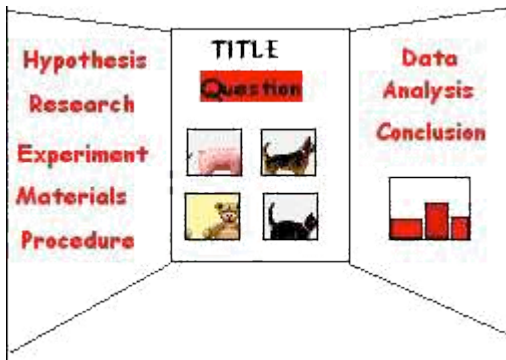 Hypothesis
Research
Experiment
Materials
Procedure
TITLE
Question
Data
Analysis
Conclusion